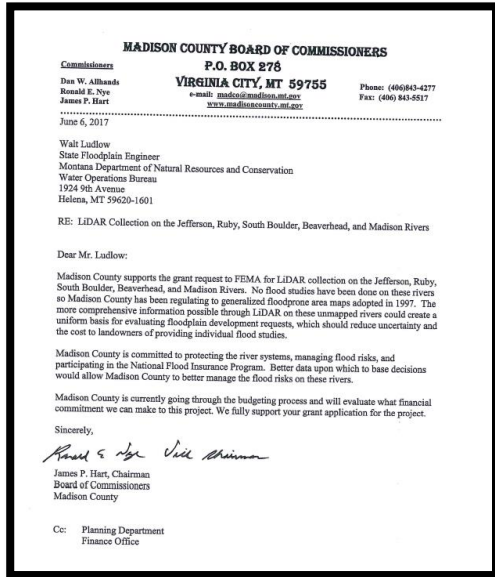 MADISON COUNTY BOARD OF COMMISSIONERS
Commissioners
P.O. BOX 278
Dan W. Allhands
Ronald E. Nye
James P. Hart
VIRGINIA CITY, MT 59755
e-mail: madco@madison.mt.gov
www.madisoncounty.mt.gov
Phone: (406)843-4277
Fax: (406) 843-5517
June 6, 2017
Walt Ludlow
State Floodplain Engineer
Montana Department of Natural Resources and Conservation
Water Operations Bureau
1924 9th Avenue
Helena, MT 59620-1601
RE: LiDAR Collection on the Jefferson, Ruby, South Boulder, Beaverhead, and Madison Rivers
Dear Mr. Ludlow:
Madison County supports the grant request to FEMA for LiDAR collection on the Jefferson, Ruby,
South Boulder, Beaverhead, and Madison Rivers. No flood studies have been done on these rivers
so Madison County has been regulating to generalized floodprone area maps adopted in 1997. The
more comprehensive information possible through LiDAR on these unmapped rivers could create a
uniform basis for evaluating floodplain development requests, which should reduce uncertainty and
the cost to landowners of providing individual flood studies.
Madison County is committed to protecting the river systems, managing flood risks, and
participating in the National Flood Insurance Program. Better data upon which to base decisions
would allow Madison County to better manage the flood risks on these rivers.
Madison County is currently going through the budgeting process and will evaluate what financial
commitment we can make to this project. We fully support your grant application for the project.
Sincerely,
Ronald E Nye Vice Chairman
James P. Hart, Chairman
Board of Commissioners
Madison County
Cc: Planning Department
Finance Office